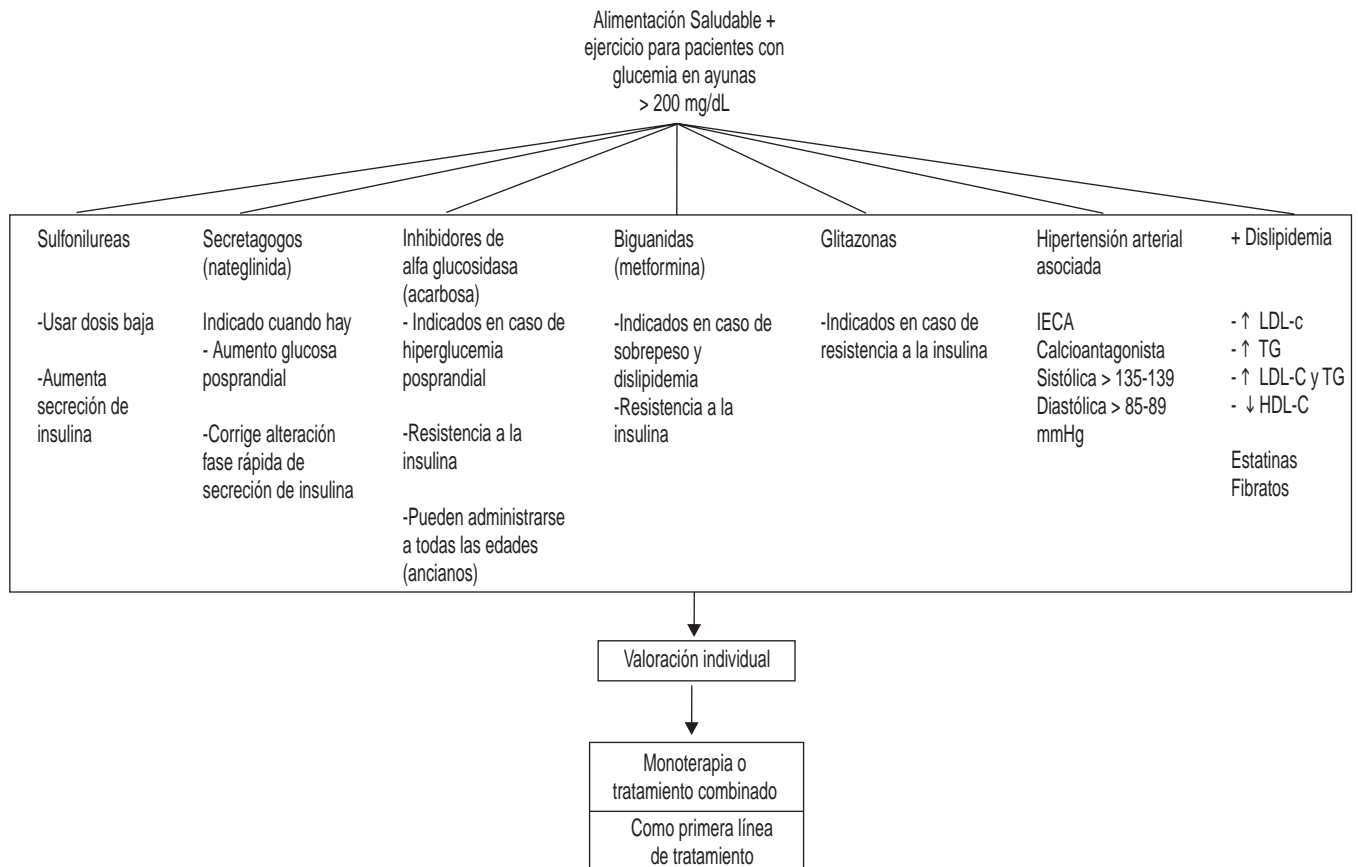 Alimentación Saludable +
ejercicio para pacientes con
glucemia en ayunas
> 200 mg/dL
Sulfonilureas
-Usar dosis baja
-Aumenta
secreción de
insulina
Secretagogos
(nateglinida)
Indicado cuando hay
- Aumento glucosa
posprandial
-Corrige alteración
fase rápida de
secreción de insulina
Inhibidores de
alfa glucosidasa
(acarbosa)
- Indicados en caso de
hiperglucemia
posprandial
-Resistencia a la
insulina
-Pueden administrarse
a todas las edades
(ancianos)
Biguanidas
(metformina)
-Indicados en caso de
sobrepeso y
dislipidemia
-Resistencia a la
insulina
Glitazonas
-Indicados en caso de
resistencia a la insulina
Hipertensión arterial
asociada
IECA
Calcioantagonista
Sistólica > 135-139
Diastólica > 85-89
mmHg
+ Dislipidemia
- ↑ LDL-c
- ↑ TG
- ↑ LDL-C y TG
- ↓ HDL-C
Estatinas
Fibratos
Valoración individual
Monoterapia o
tratamiento combinado
Como primera línea
de tratamiento